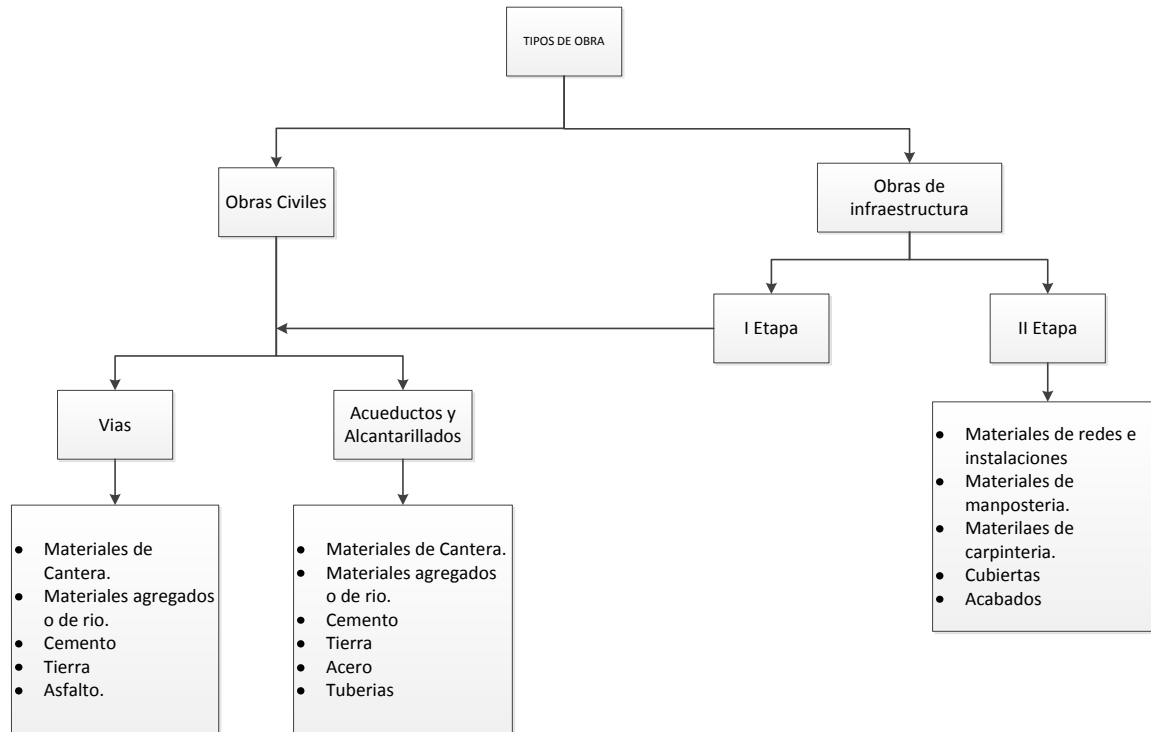 TIPOS DE OBRA
Obras Civiles
Obras de
infraestructura
I Etapa
II Etapa
Vias
Acueductos y
Alcantarillados
● Materiales de redes e
instalaciones
● Materiales de
manposteria.
● Materilaes de
carpinteria.
● Cubiertas
● Acabados
● Materiales de
Cantera.
● Materiales agregados
o de rio.
● Cemento
● Tierra
● Asfalto.
● Materiales de Cantera.
● Materiales agregados
o de rio.
● Cemento
● Tierra
● Acero
● Tuberias